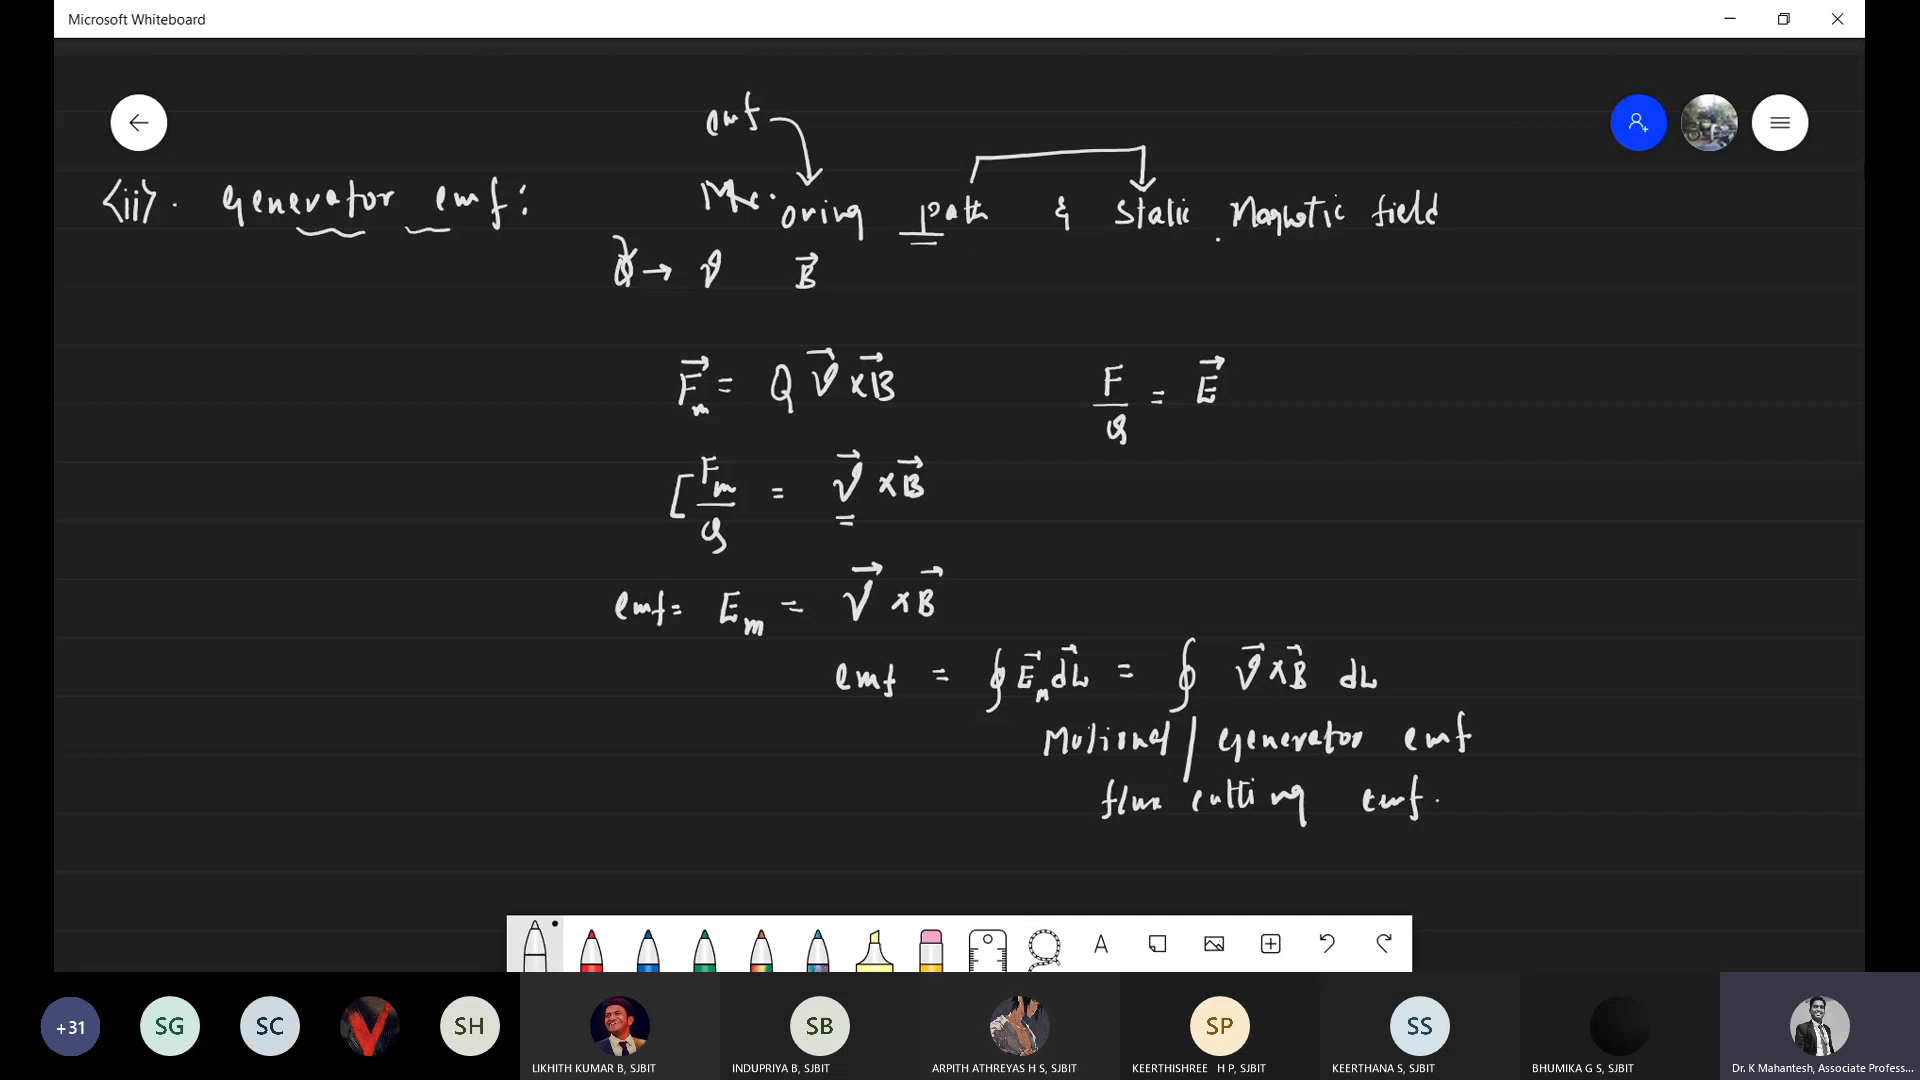 Microsoft Whiteboard
emf
<ii>. Generator emf: Moving path & Static Magnetic field
Q → V B⃗
F⃗m = Q V⃗ × B⃗
F/Q = E⃗
[Fm/Q = V⃗ × B⃗
emf = Em = V⃗ × B⃗
emf = ∮ E⃗m dL⃗ = ∮ V⃗ × B⃗ dL
Motional / generator emf
flux cutting emf.
+31 SG SC SH SB SP SS
LIKHITH KUMAR B, SJBIT INDUPRIYA B, SJBIT ARPITH ATHREYAS H S, SJBIT KEERTHISHREE H P, SJBIT KEERTHANA S, SJBIT BHUMIKA G S, SJBIT Dr. K Mahantesh, Associate Profess...